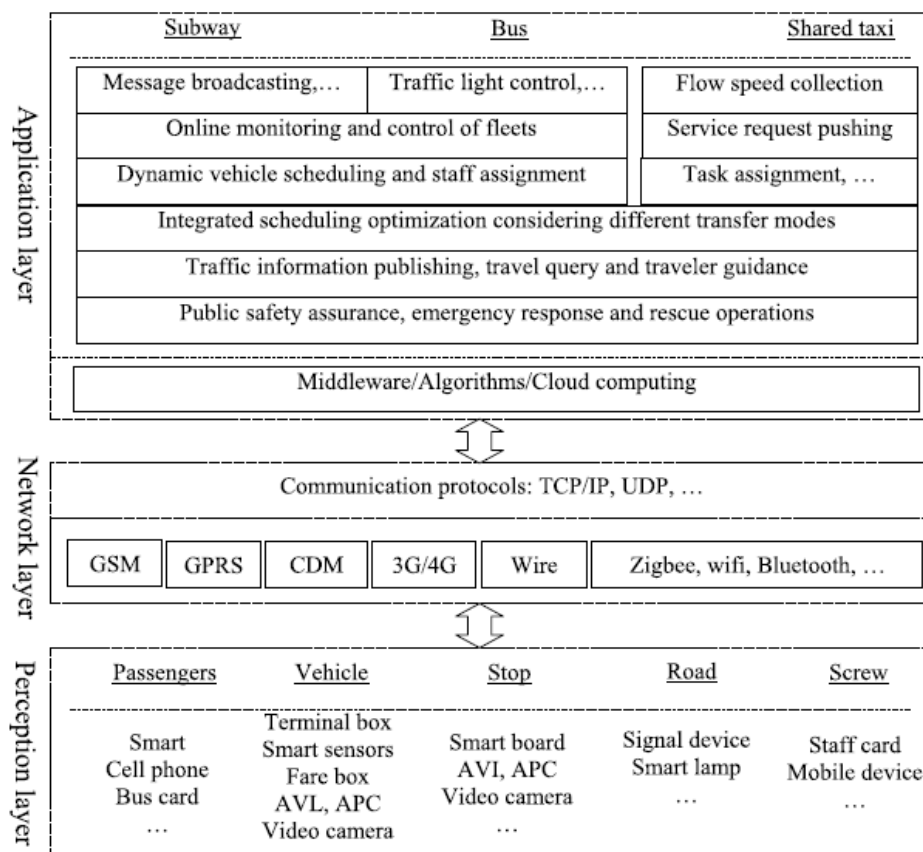 Application layer
Subway Bus Shared taxi
Message broadcasting,… Traffic light control,… Flow speed collection
Online monitoring and control of fleets Service request pushing
Dynamic vehicle scheduling and staff assignment Task assignment, …
Integrated scheduling optimization considering different transfer modes
Traffic information publishing, travel query and traveler guidance
Public safety assurance, emergency response and rescue operations
Middleware/Algorithms/Cloud computing
Network layer
Communication protocols: TCP/IP, UDP, …
GSM GPRS CDM 3G/4G Wire Zigbee, wifi, Bluetooth, …
Perception layer
Passengers Vehicle Stop Road Screw
Smart
Cell phone
Bus card
…
Terminal box
Smart sensors
Fare box
AVL, APC
Video camera
Smart board
AVI, APC
Video camera
…
Signal device
Smart lamp
…
Staff card
Mobile device
…